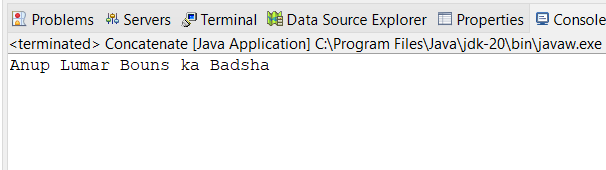 Problems Servers Terminal Data Source Explorer Properties Console
<terminated> Concatenate [Java Application] C:\Program Files\Java\jdk-20\bin\javaw.exe
Anup Lumar Bouns ka Badsha